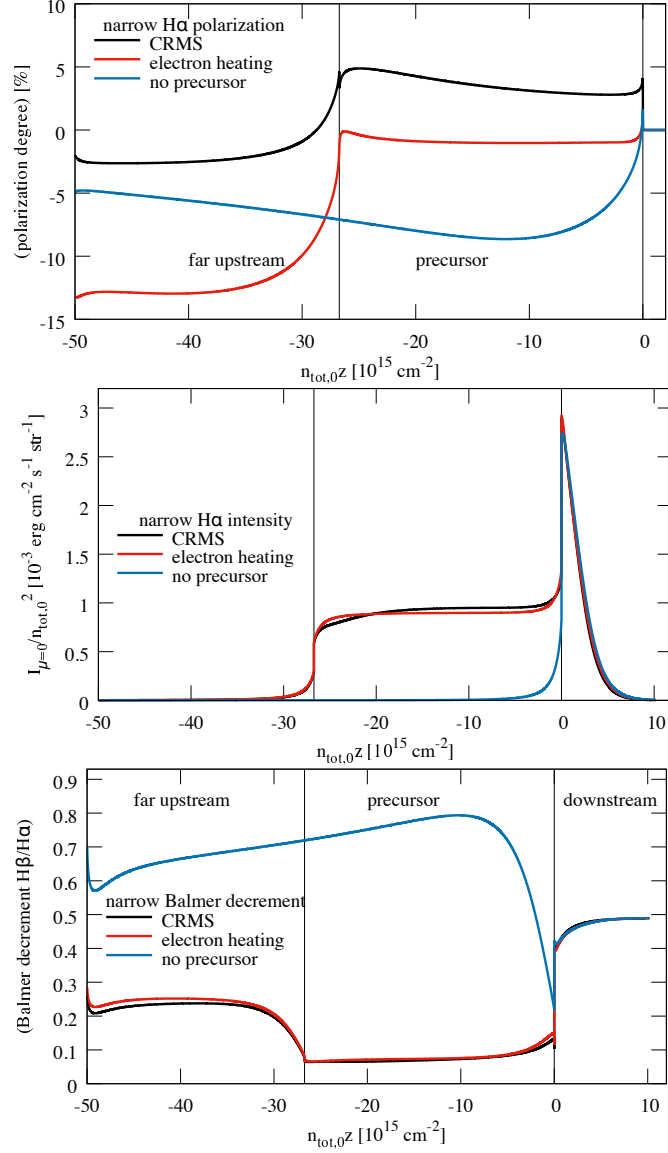 narrow Hα polarization
CRMS
electron heating
no precursor
(polarization degree) [%]
10
5
0
-5
-10
-15
far upstream
precursor
-50 -40 -30 -20 -10 0
n_tot,0 z [10^15 cm^-2]
I_μ=0/n_tot,0^2 [10^-3 erg cm^-2 s^-1 str^-1]
3
2.5
2
1.5
1
0.5
0
narrow Hα intensity
CRMS
electron heating
no precursor
-50 -40 -30 -20 -10 0 10
n_tot,0 z [10^15 cm^-2]
(Balmer decrement Hβ/Hα)
0.9
0.8
0.7
0.6
0.5
0.4
0.3
0.2
0.1
0
far upstream
precursor
downstream
narrow Balmer decrement
CRMS
electron heating
no precursor
-50 -40 -30 -20 -10 0 10
n_tot,0 z [10^15 cm^-2]